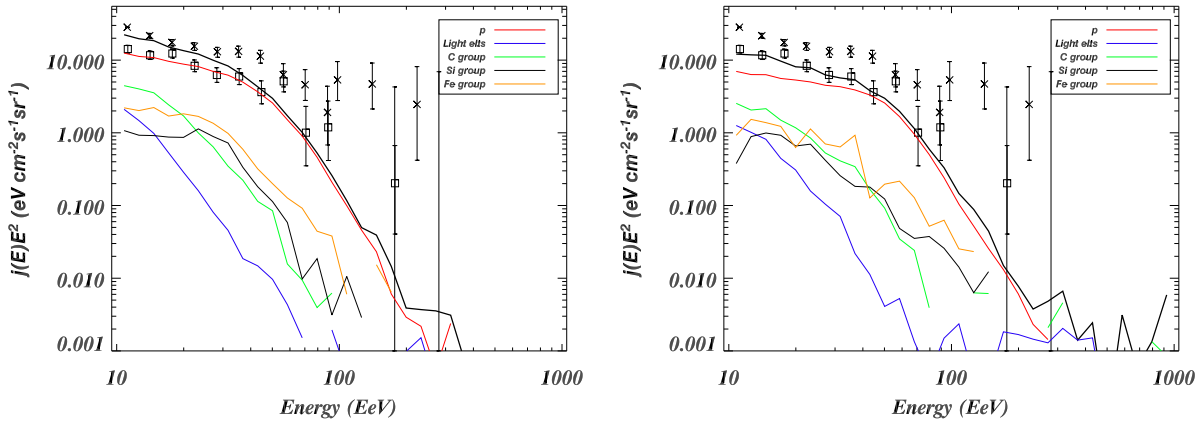 j(E)E² (eV cm⁻²s⁻¹sr⁻¹)
10.000
1.000
0.100
0.010
0.001
p
Light elts
C group
Si group
Fe group
10
100
1000
Energy (EeV)
j(E)E² (eV cm⁻²s⁻¹sr⁻¹)
10.000
1.000
0.100
0.010
0.001
p
Light elts
C group
Si group
Fe group
10
100
1000
Energy (EeV)